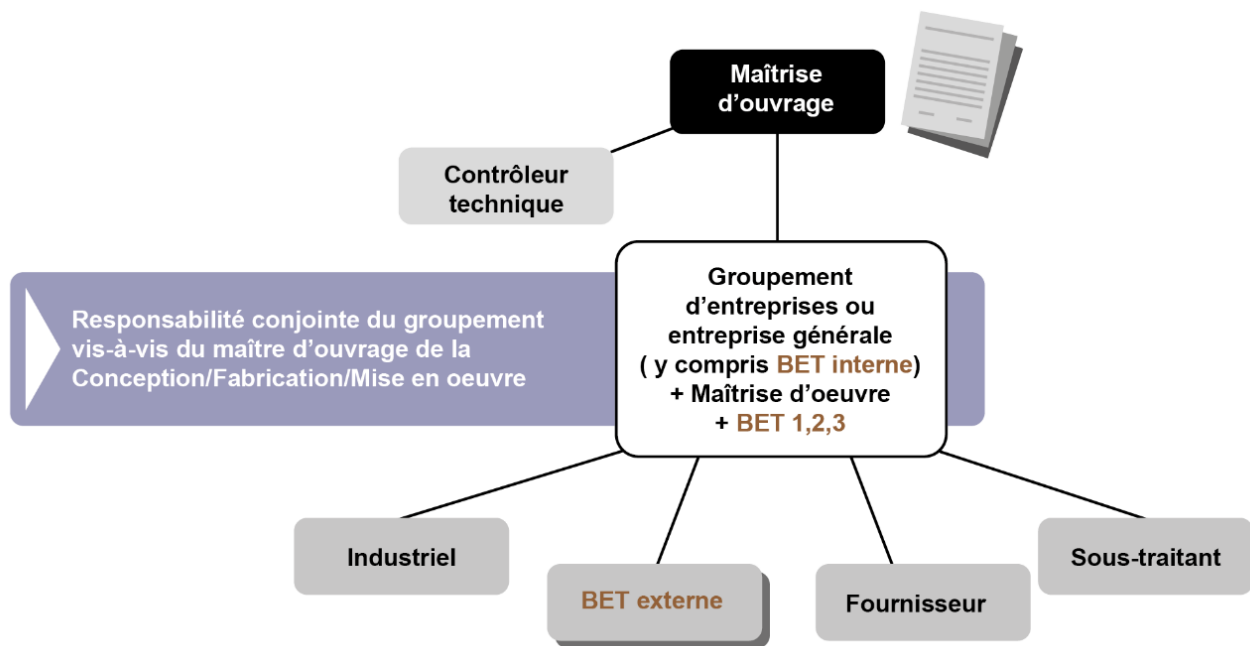 Maîtrise
d’ouvrage
Contrôleur
technique
Groupement
d’entreprises ou
entreprise générale
( y compris BET interne)
+ Maîtrise d’oeuvre
+ BET 1,2,3
Responsabilité conjointe du groupement
vis-à-vis du maître d’ouvrage de la
Conception/Fabrication/Mise en oeuvre
Industriel
BET externe
Fournisseur
Sous-traitant